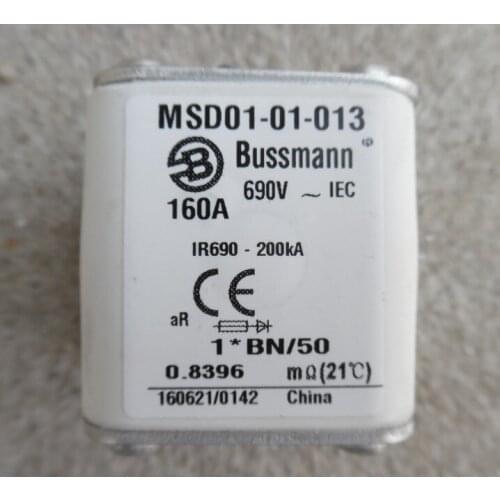 MSD01-01-013
Bussmann
690V ~ IEC
160A
IR690 - 200kA
CE
aR
1* BN/50
0.8396 mΩ(21℃)
160621/0142 China